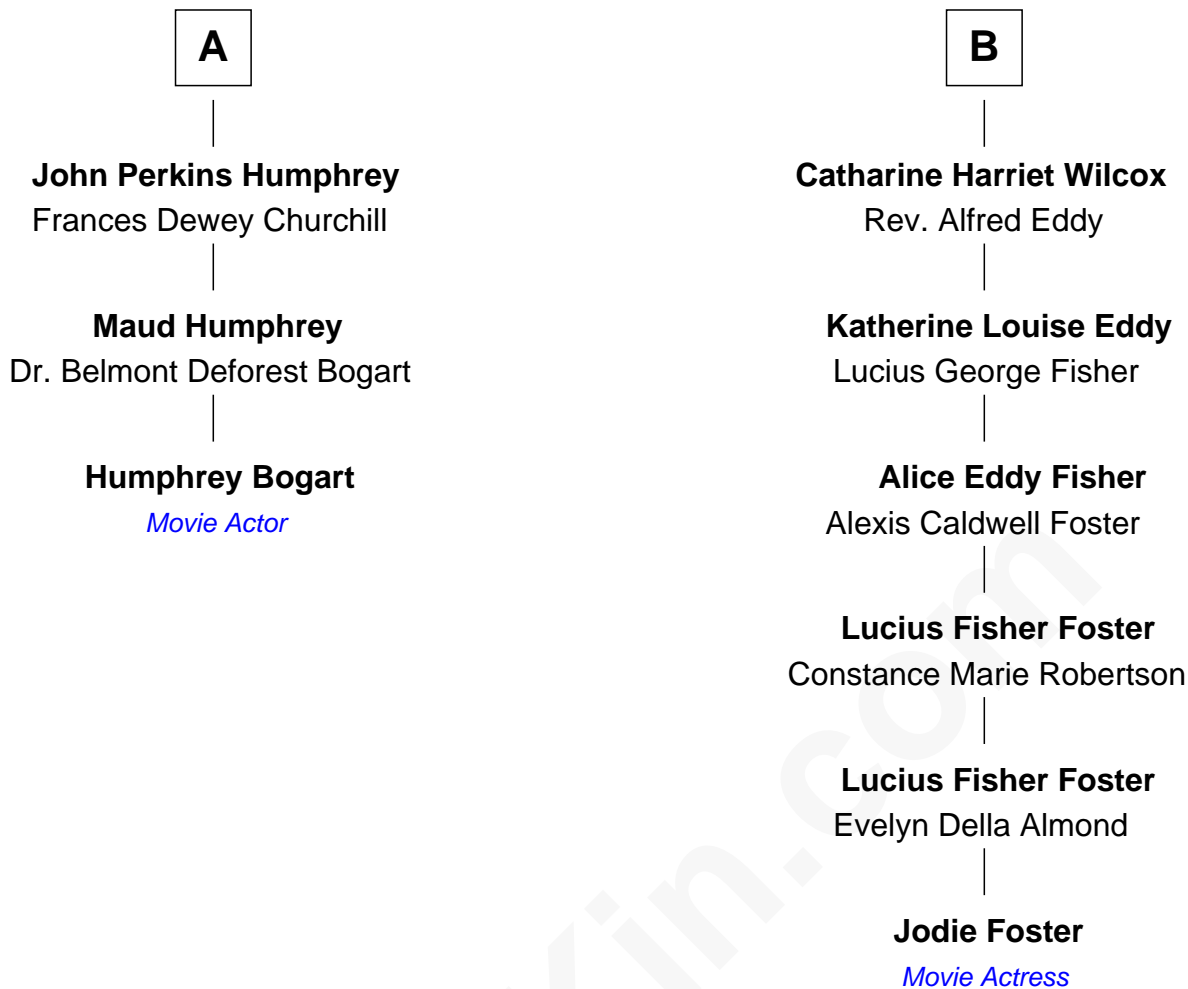 A
John Perkins Humphrey
Frances Dewey Churchill
Maud Humphrey
Dr. Belmont Deforest Bogart
Humphrey Bogart
Movie Actor
B
Catharine Harriet Wilcox
Rev. Alfred Eddy
Katherine Louise Eddy
Lucius George Fisher
Alice Eddy Fisher
Alexis Caldwell Foster
Lucius Fisher Foster
Constance Marie Robertson
Lucius Fisher Foster
Evelyn Della Almond
Jodie Foster
Movie Actress